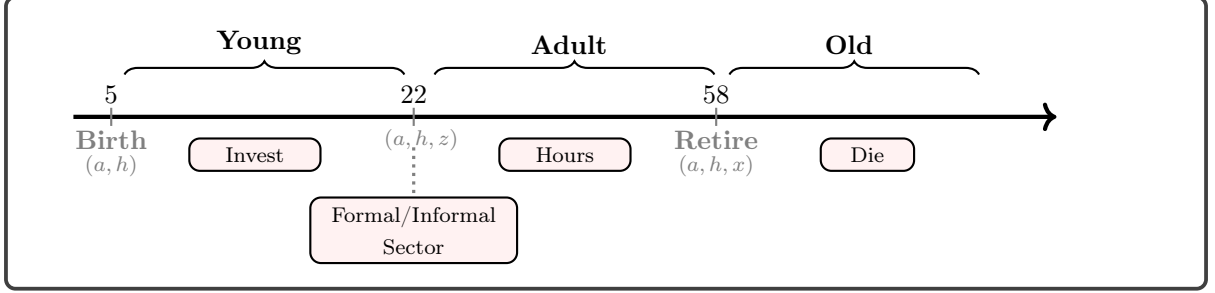 Young Adult Old
5 22 58
Birth (a, h, z) Retire
(a, h) (a, h, x)
Invest Hours Die
Formal/Informal
Sector